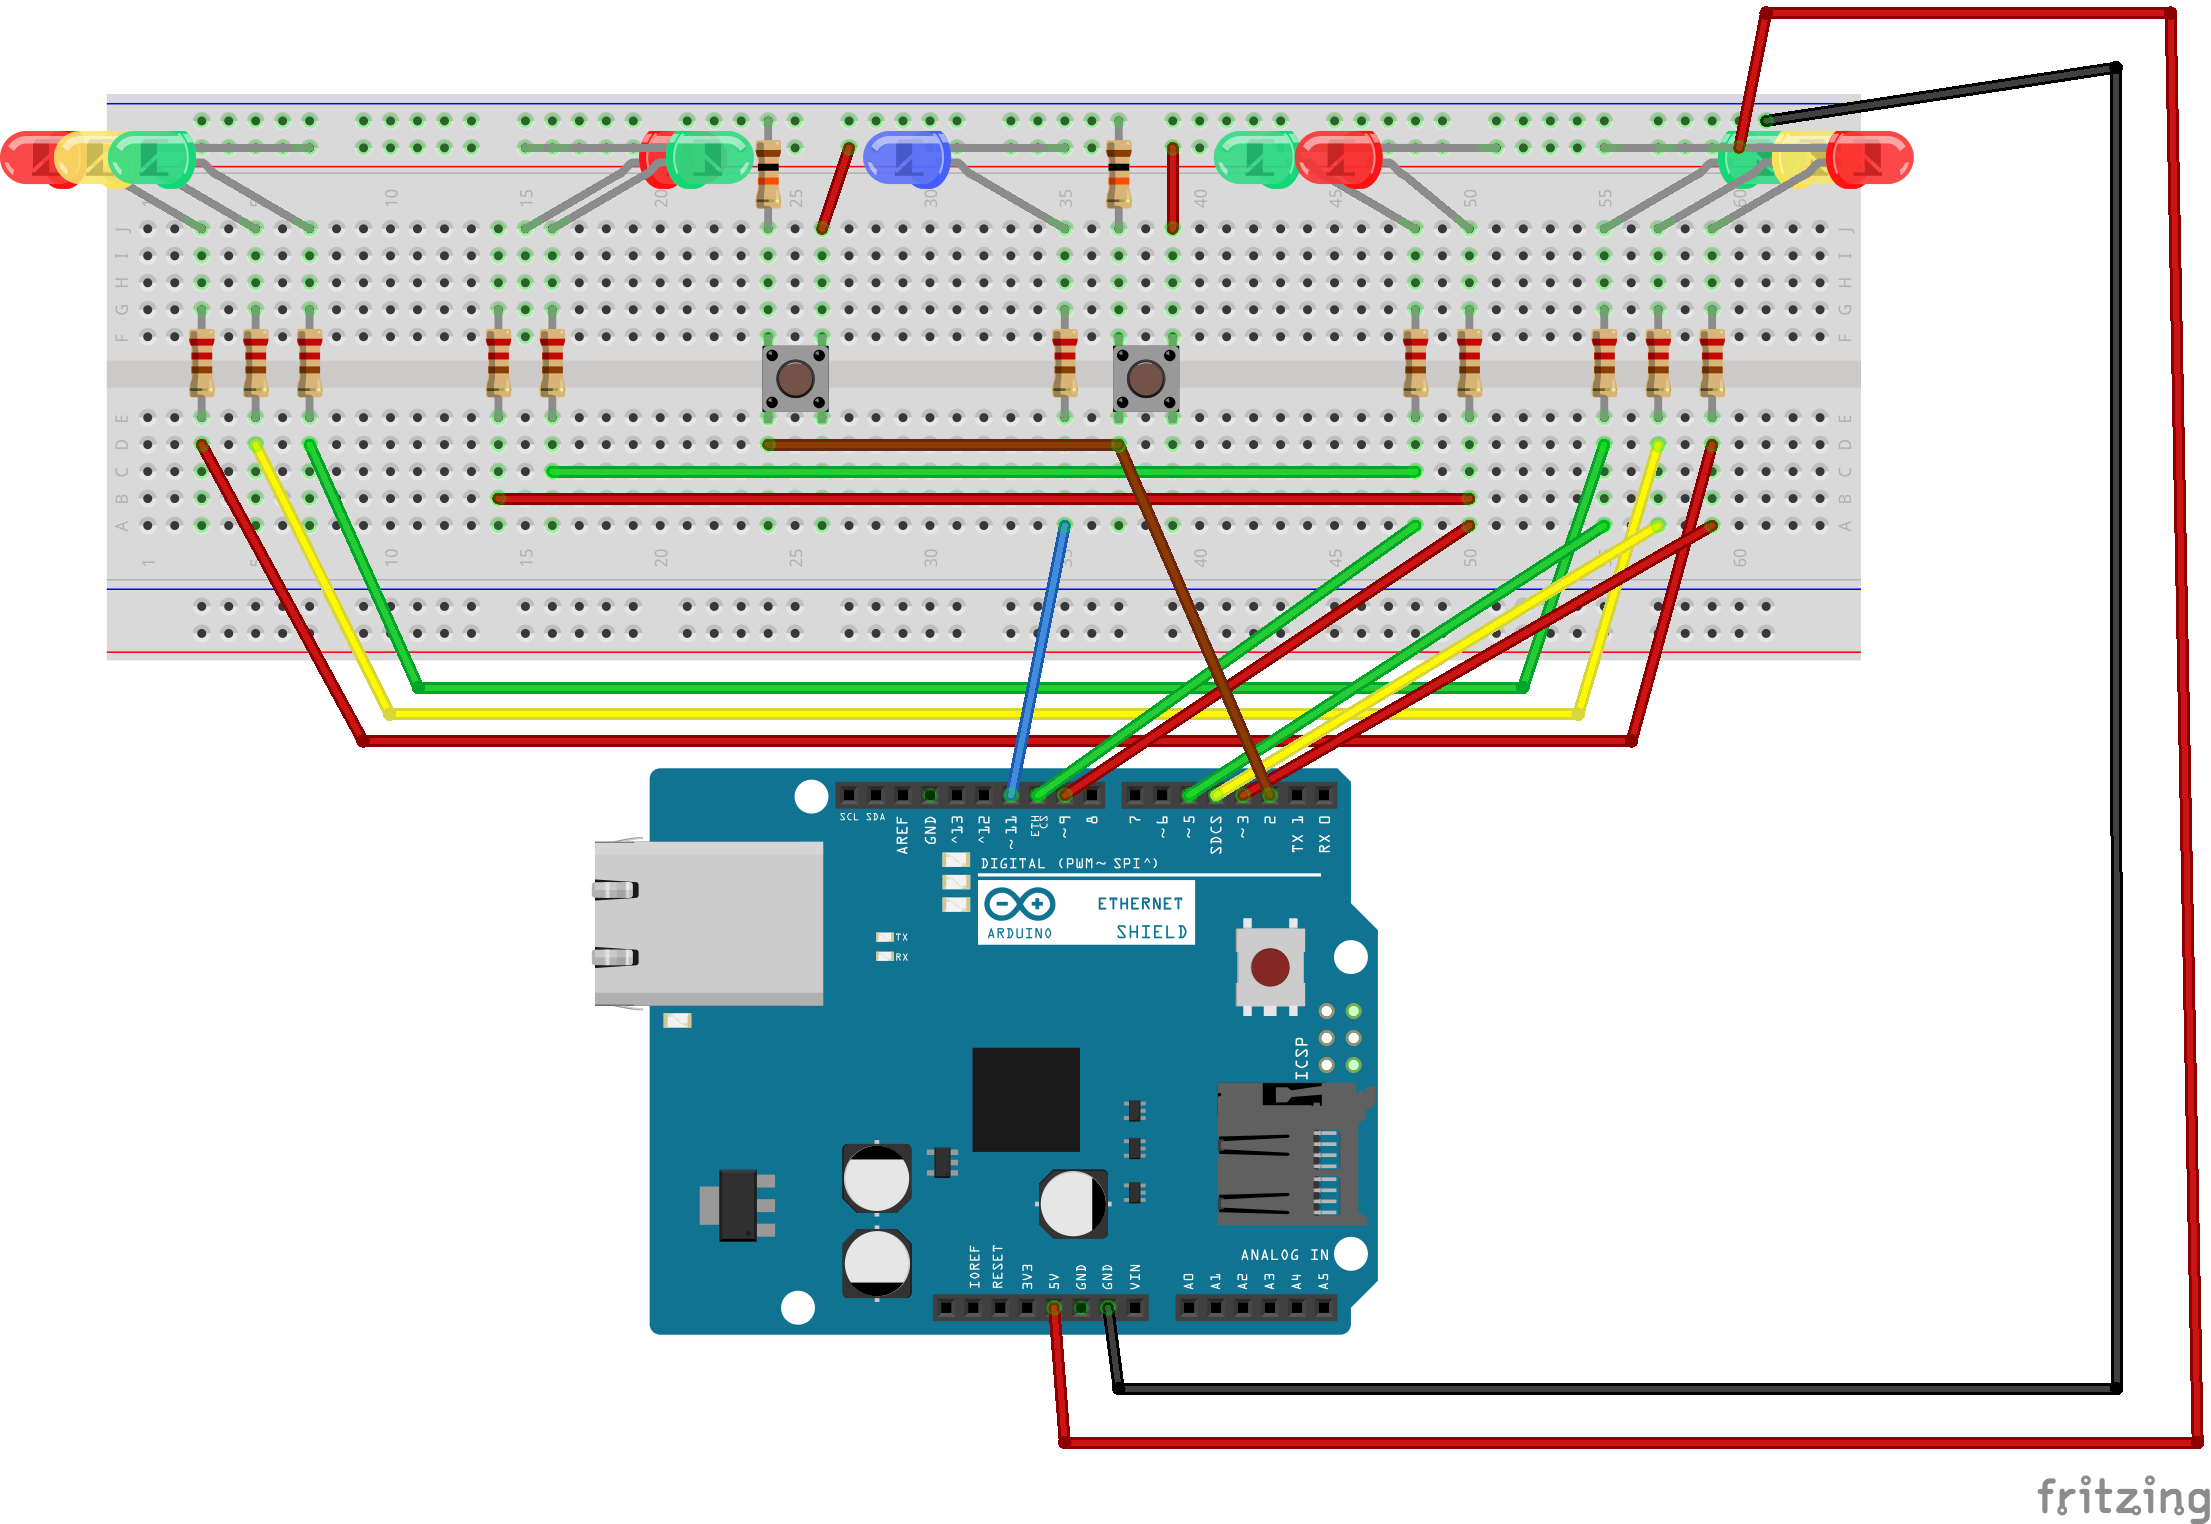 1 5 10 15 20 25 30 35 40 45 50 55 60
J J
I I
H H
G G
F F
E E
D D
C C
B B
A A
1 5 10 15 20 25 30 35 40 45 50 55 60
SCL SDA AREF GND ^13 ^12 ~11 ETH CS ~9 8 7 ~6 ~5 SDCS ~3 2 TX 1 RX 0
DIGITAL (PWM~ SPI^)
ARDUINO
ETHERNET
SHIELD
TX
RX
ICSP
ANALOG IN
IOREF RESET 3V3 5V GND GND VIN A0 A1 A2 A3 A4 A5
fritzing